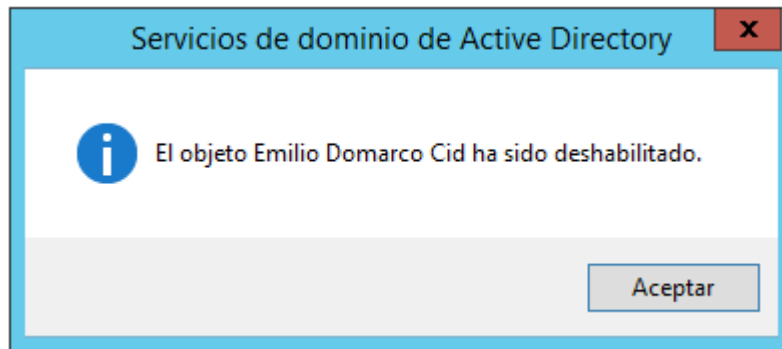 Servicios de dominio de Active Directory
x
El objeto Emilio Domarco Cid ha sido deshabilitado.
Aceptar